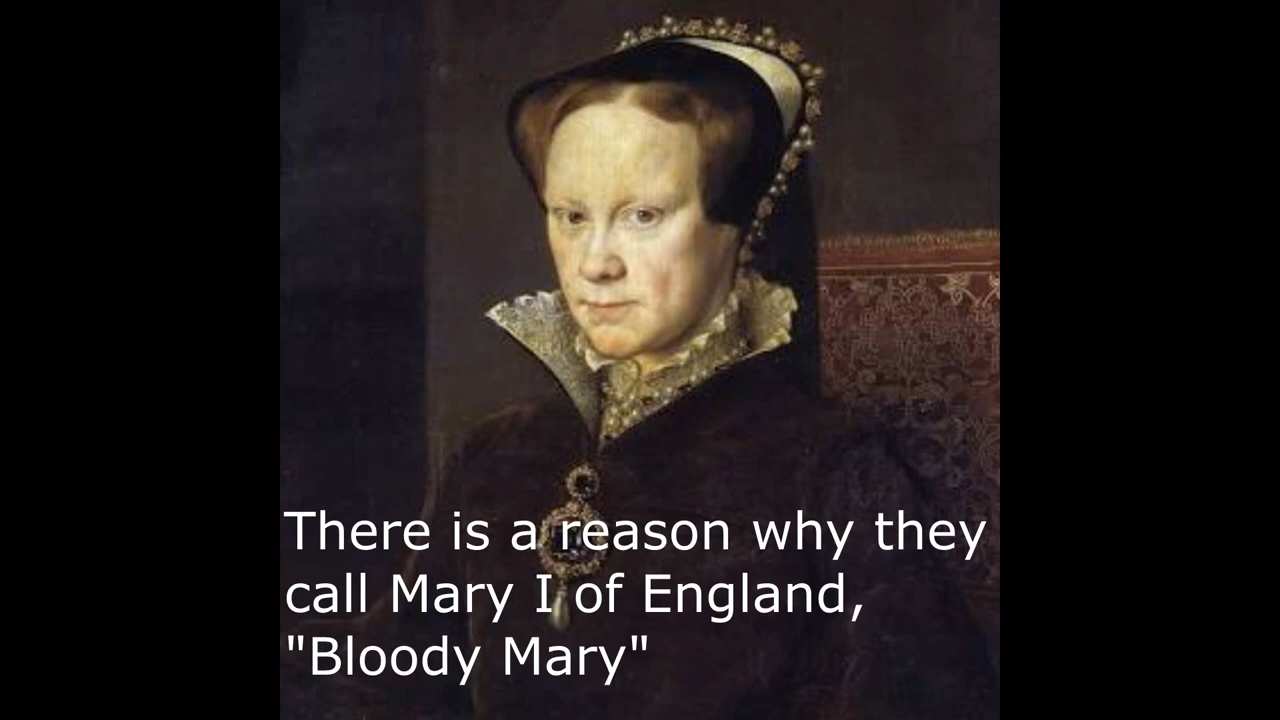 There is a reason why they
call Mary I of England,
"Bloody Mary"